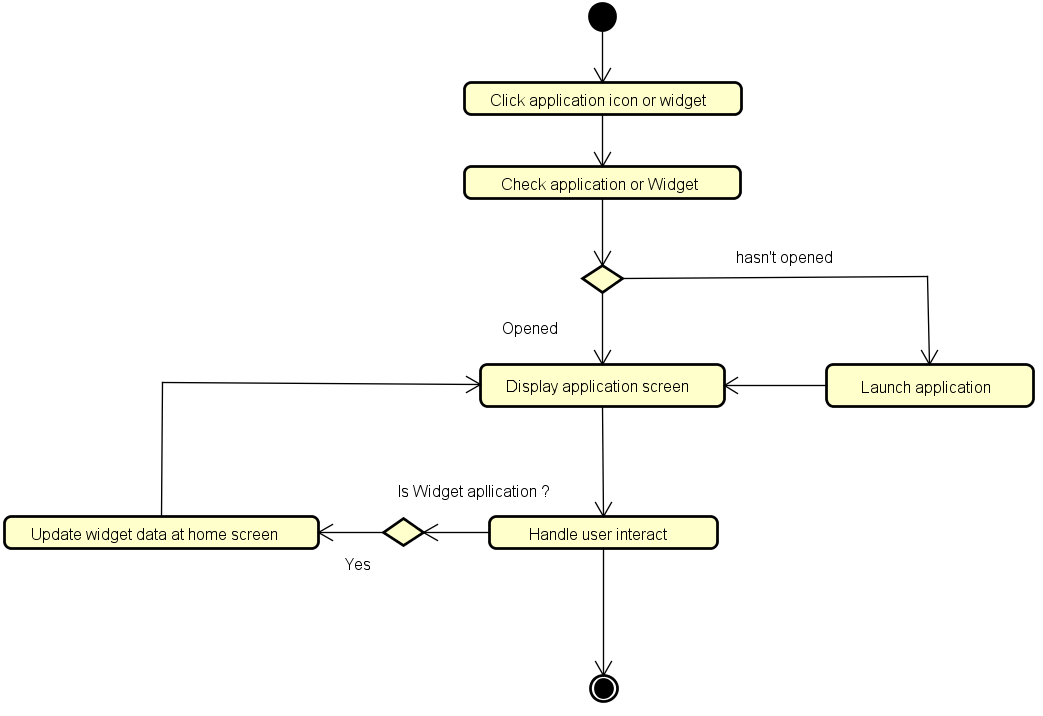 Click application icon or widget
Check application or Widget
hasn't opened
Opened
Display application screen
Launch application
Is Widget apllication ?
Update widget data at home screen
Handle user interact
Yes